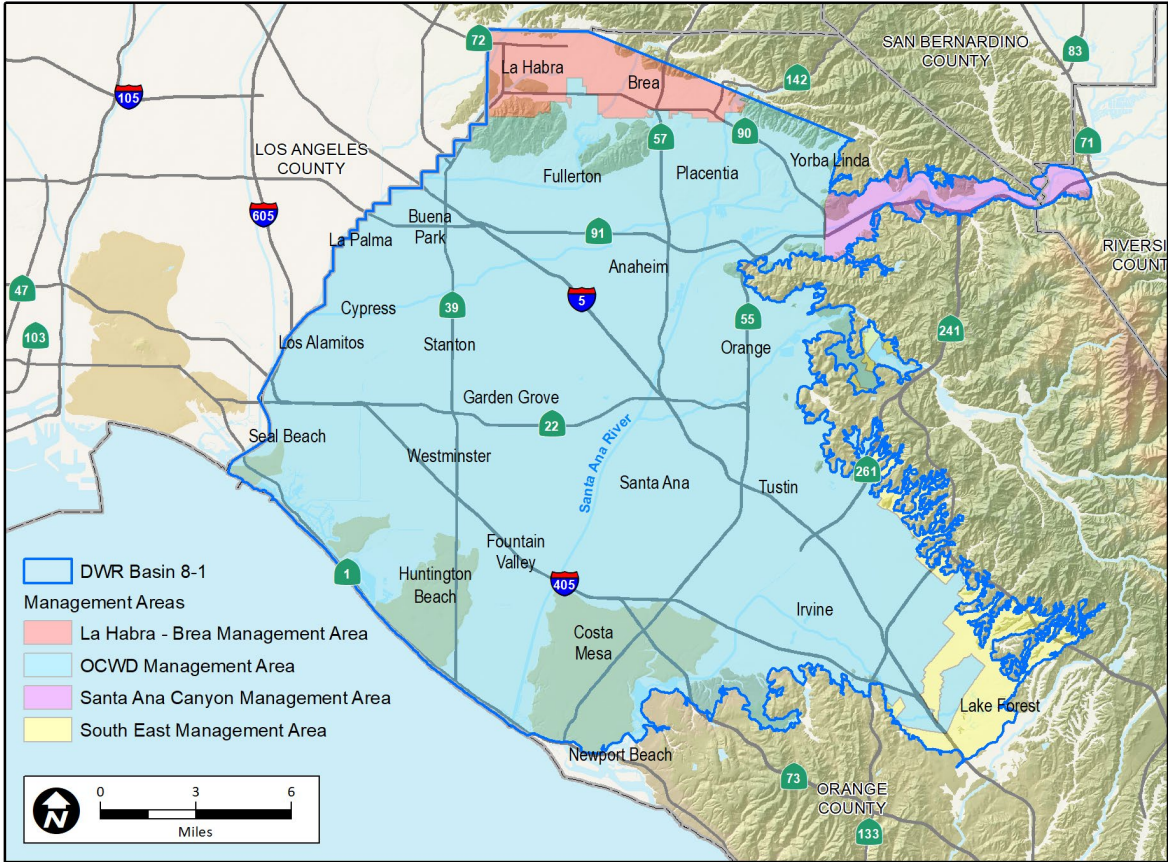 SAN BERNARDINO
COUNTY
83
72
La Habra
Brea
142
105
57
90
71
LOS ANGELES
COUNTY
Yorba Linda
Placentia
Fullerton
605
Buena
Park
La Palma
91
RIVERSI
COUNT
Anaheim
47
Cypress
39
5
55
103
241
Los Alamitos
Stanton
Orange
Garden Grove
22
Seal Beach
Westminster
Santa Ana River
261
Santa Ana
Tustin
Fountain
Valley
1
Huntington
Beach
405
Irvine
Costa
Mesa
Lake Forest
Newport Beach
73
ORANGE
COUNTY
133
DWR Basin 8-1
Management Areas
La Habra - Brea Management Area
OCWD Management Area
Santa Ana Canyon Management Area
South East Management Area
N
0 3 6
Miles